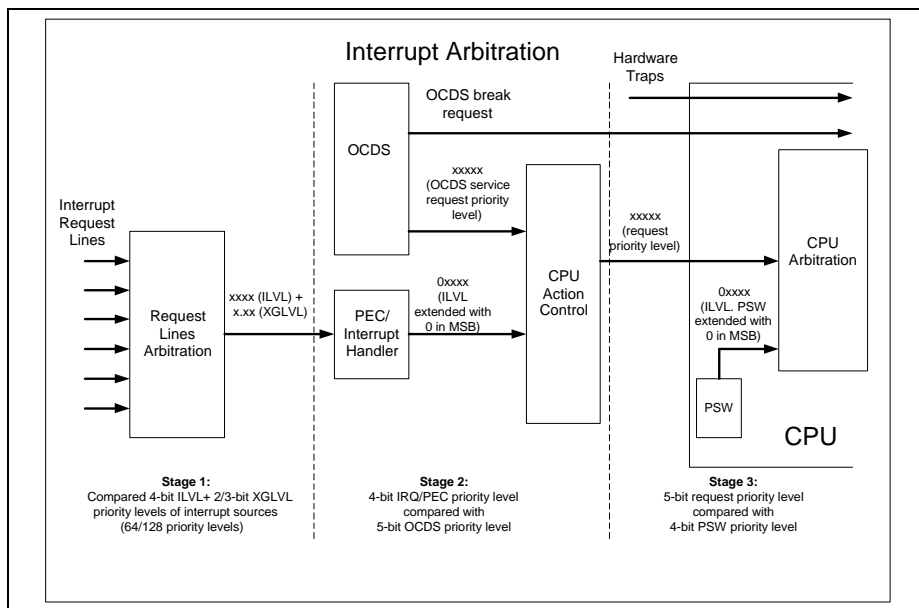 Interrupt Arbitration
Hardware
Traps
OCDS break
request
OCDS
xxxxx
(OCDS service
request priority
level)
Interrupt
Request
Lines
xxxxx
(request
priority level)
CPU
Arbitration
xxxx (ILVL) +
x.xx (XGLVL)
Request
Lines
Arbitration
PEC/
Interrupt
Handler
0xxxx
(ILVL
extended with
0 in MSB)
CPU
Action
Control
0xxxx
(ILVL. PSW
extended with
0 in MSB)
PSW
CPU
Stage 1:
Compared 4-bit ILVL+ 2/3-bit XGLVL
priority levels of interrupt sources
(64/128 priority levels)
Stage 2:
4-bit IRQ/PEC priority level
compared with
5-bit OCDS priority level
Stage 3:
5-bit request priority level
compared with
4-bit PSW priority level